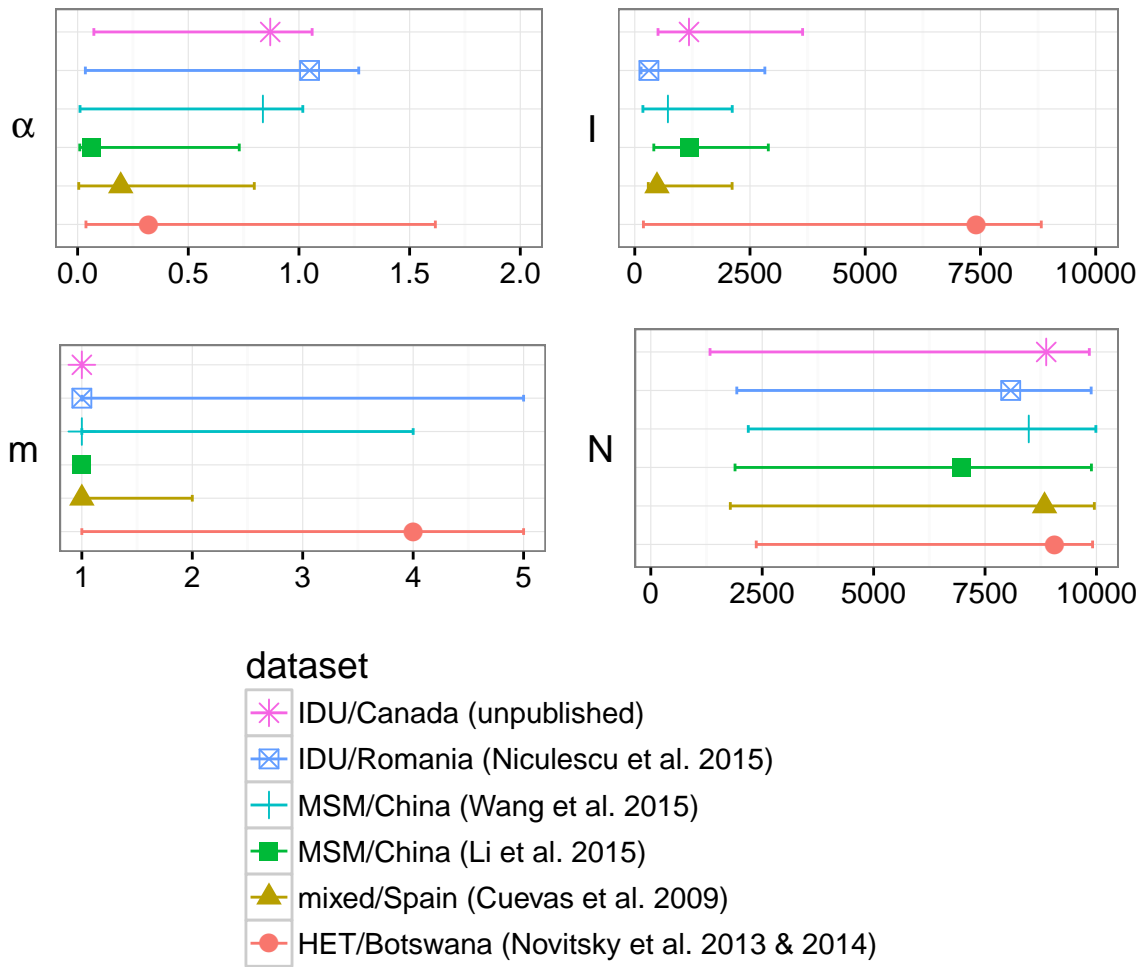 α
0.0 0.5 1.0 1.5 2.0
I
0 2500 5000 7500 10000
m
1 2 3 4 5
N
0 2500 5000 7500 10000
dataset
IDU/Canada (unpublished)
IDU/Romania (Niculescu et al. 2015)
MSM/China (Wang et al. 2015)
MSM/China (Li et al. 2015)
mixed/Spain (Cuevas et al. 2009)
HET/Botswana (Novitsky et al. 2013 & 2014)